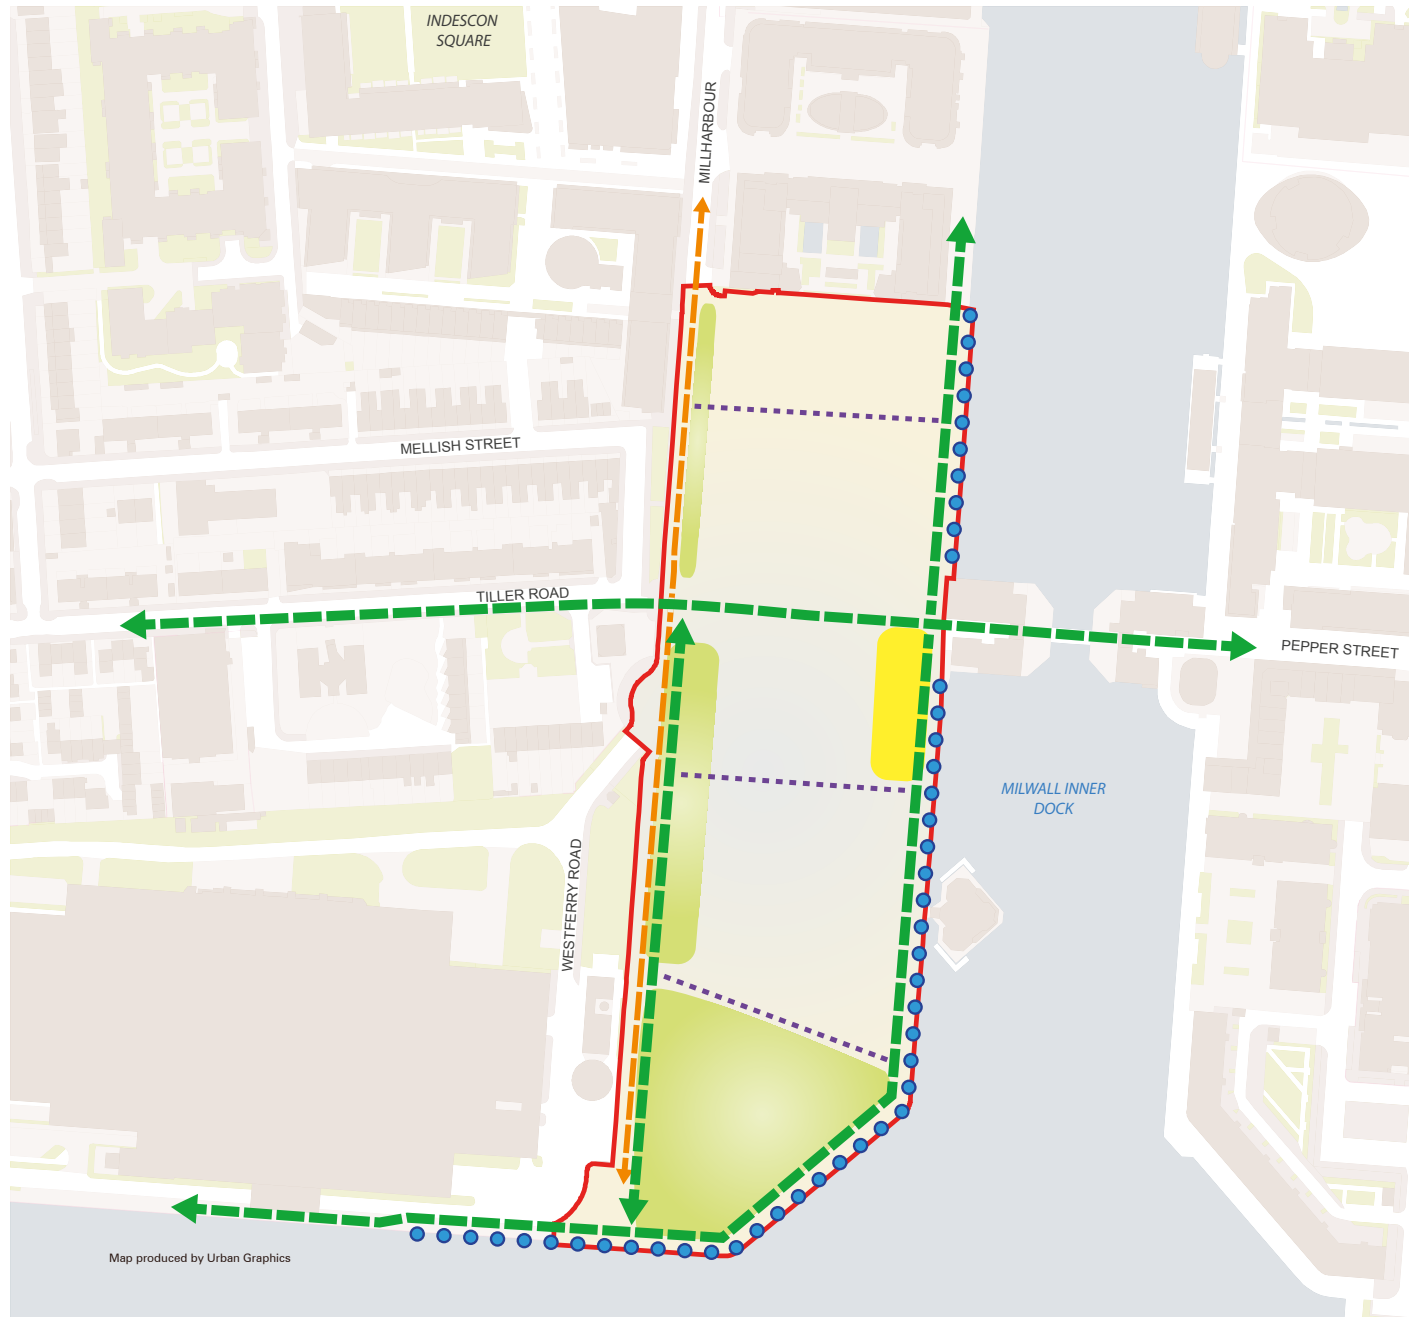 INDESCON
SQUARE
MILLHARBOUR
MELLISH STREET
TILLER ROAD
PEPPER STREET
MILWALL INNER
DOCK
WESTFERRY ROAD
Map produced by Urban Graphics